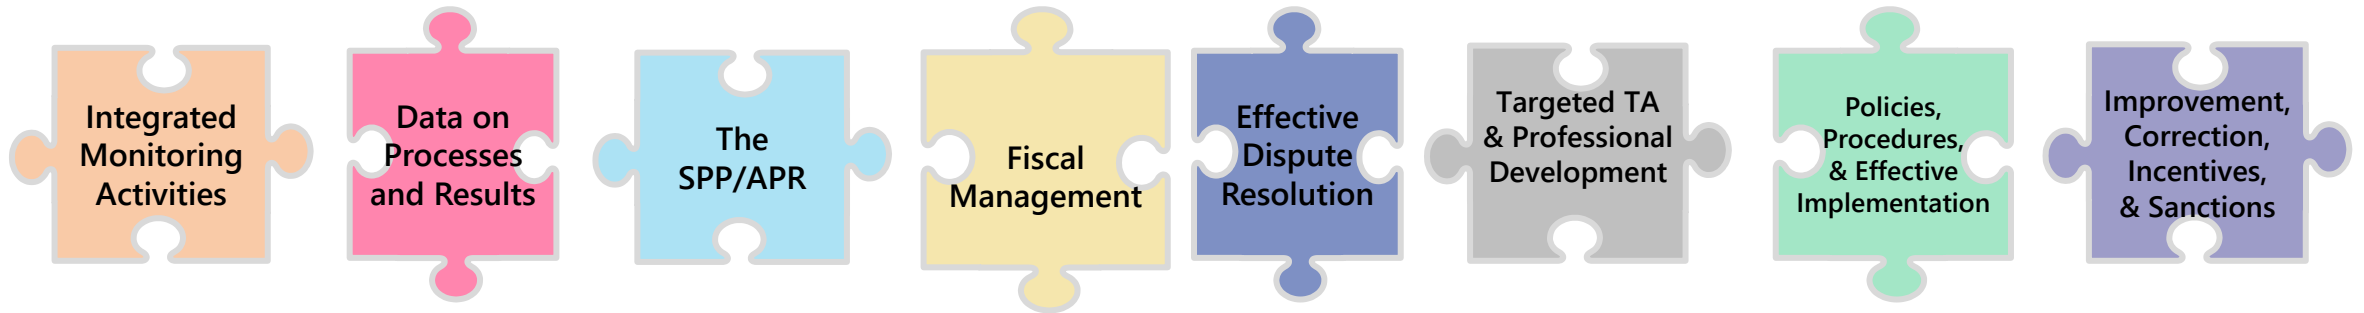 Integrated
Monitoring
Activities
Data on
Processes
and Results
The
SPP/APR
Fiscal
Management
Effective
Dispute
Resolution
Targeted TA
& Professional
Development
Policies,
Procedures,
& Effective
Implementation
Improvement,
Correction,
Incentives,
& Sanctions